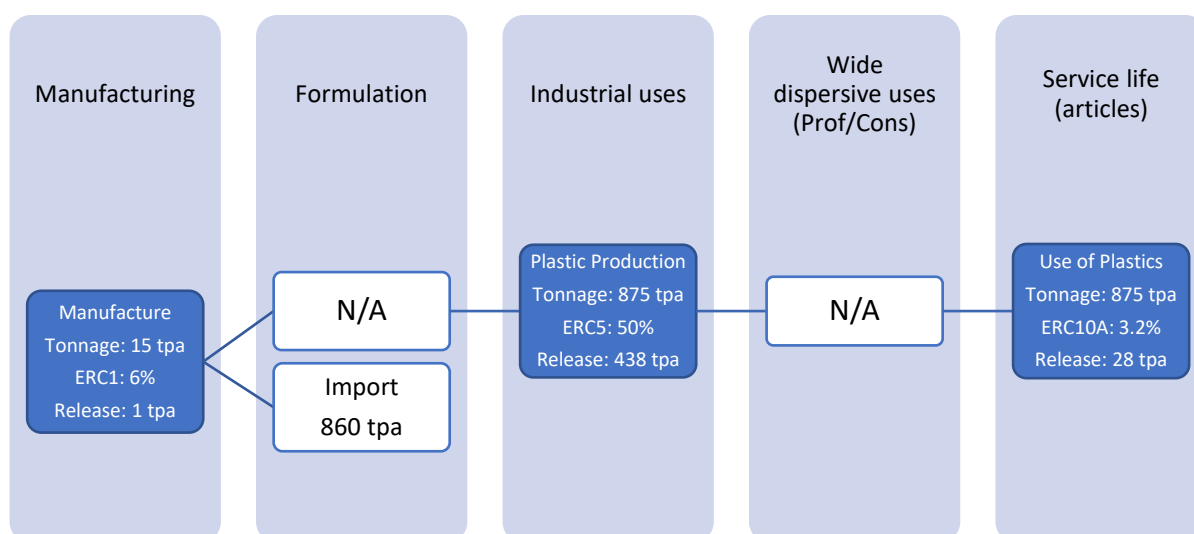 Manufacturing
Formulation
Industrial uses
Wide
dispersive uses
(Prof/Cons)
Service life
(articles)
Manufacture
Tonnage: 15 tpa
ERC1: 6%
Release: 1 tpa
N/A
Import
860 tpa
Plastic Production
Tonnage: 875 tpa
ERC5: 50%
Release: 438 tpa
N/A
Use of Plastics
Tonnage: 875 tpa
ERC10A: 3.2%
Release: 28 tpa